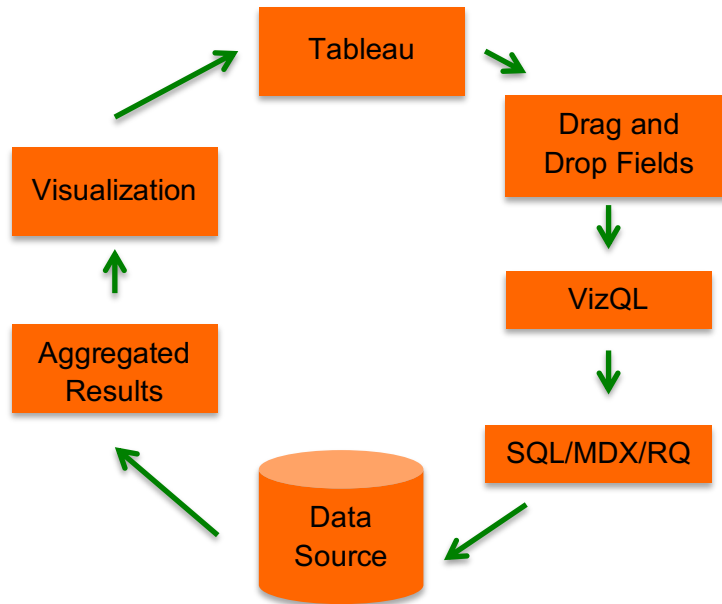 Tableau
Drag and
Drop Fields
VizQL
SQL/MDX/RQ
Data
Source
Aggregated
Results
Visualization